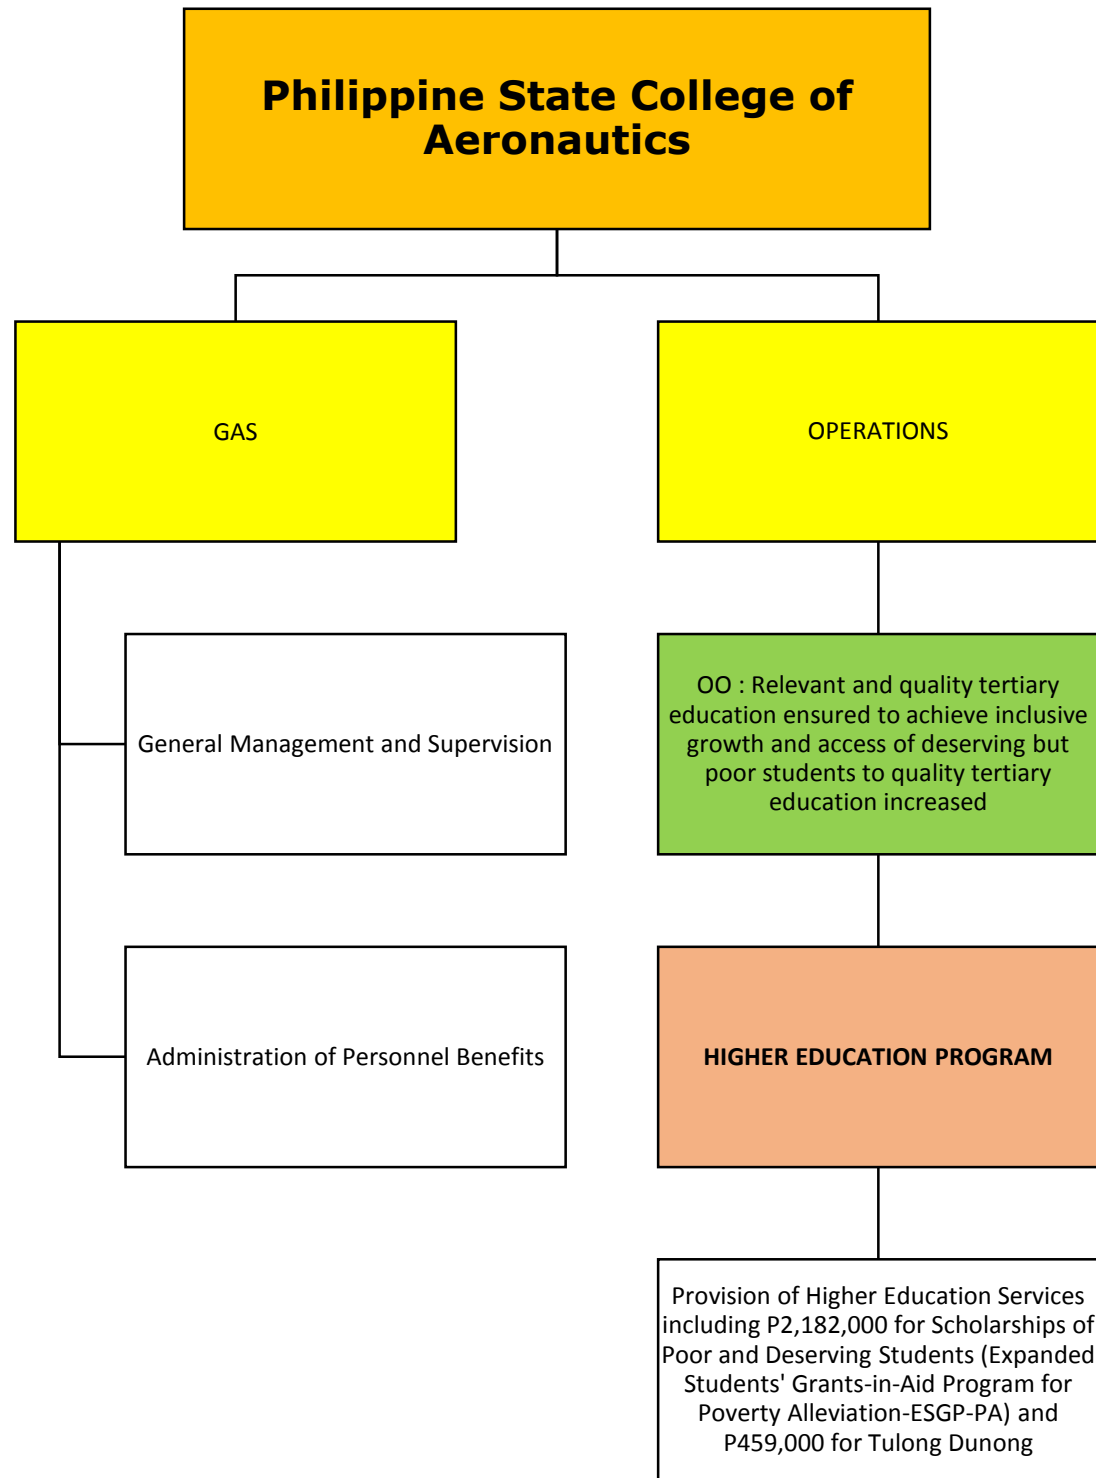 Philippine State College of
Aeronautics
GAS
OPERATIONS
General Management and Supervision
OO : Relevant and quality tertiary
education ensured to achieve inclusive
growth and access of deserving but
poor students to quality tertiary
education increased
Administration of Personnel Benefits
HIGHER EDUCATION PROGRAM
Provision of Higher Education Services
including P2,182,000 for Scholarships of
Poor and Deserving Students (Expanded
Students' Grants-in-Aid Program for
Poverty Alleviation-ESGP-PA) and
P459,000 for Tulong Dunong